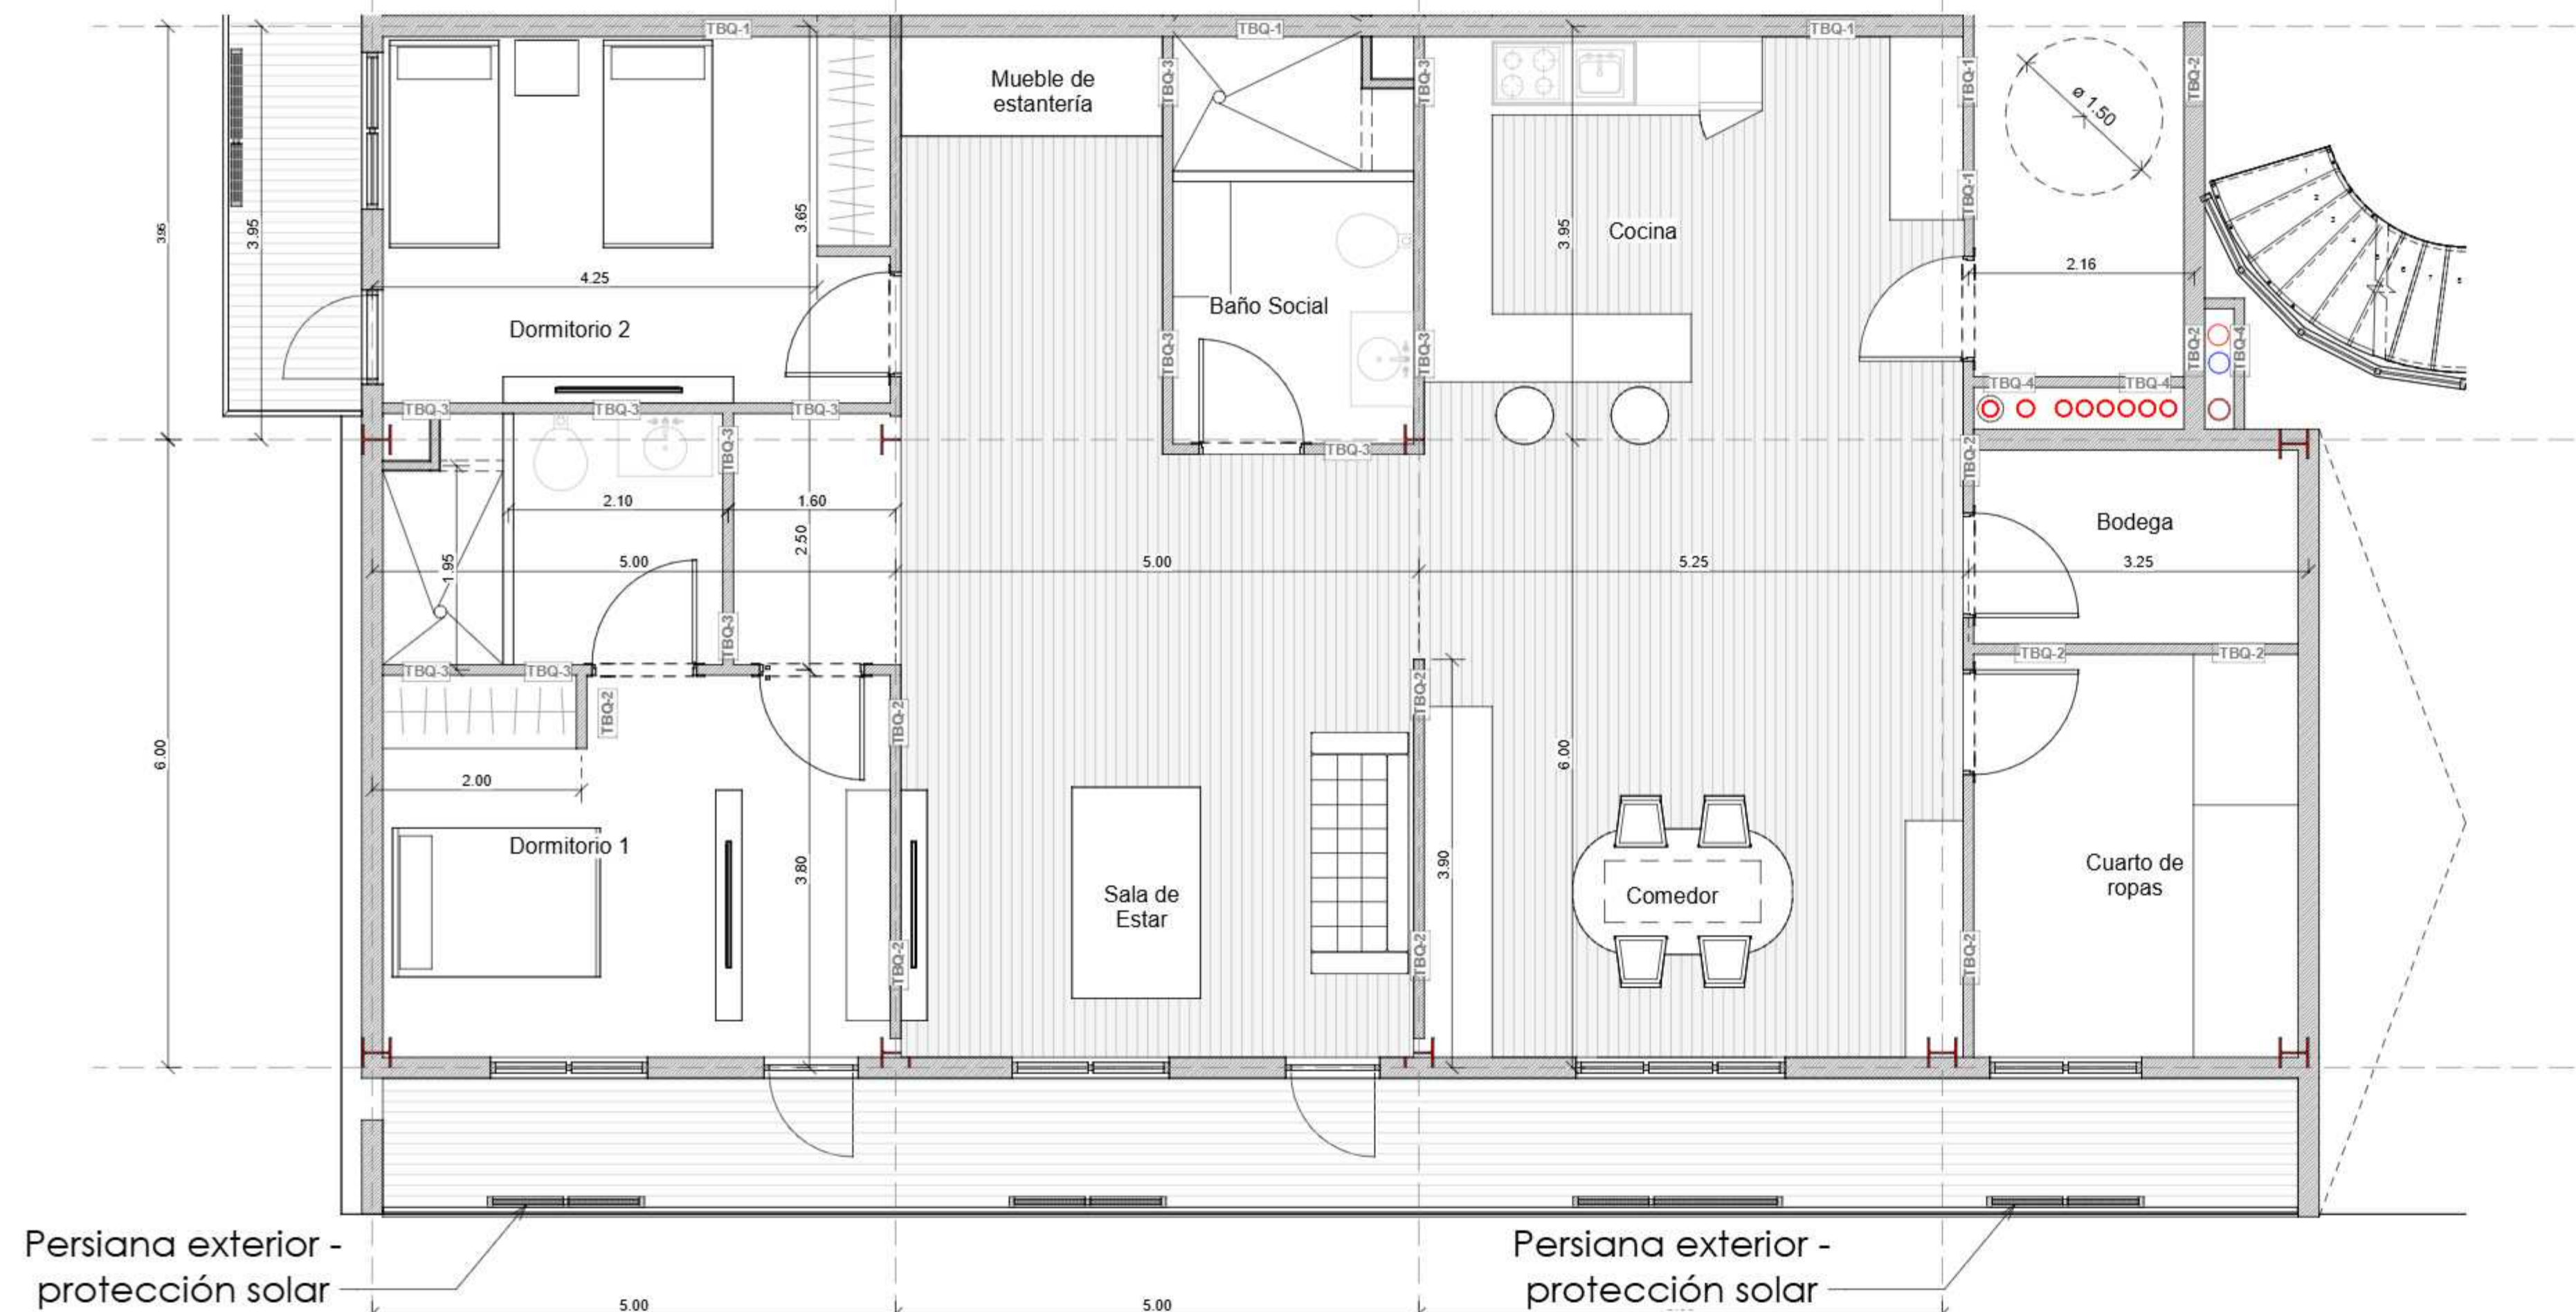 TBQ-1
TBQ-1
TBQ-1
Mueble de
estantería
TBQ-3
TBQ-3
TBQ-1
TBQ-2
ø 1.50
TBQ-1
3.95
3.95
3.65
3.95
Cocina
2.16
4.25
Baño Social
Dormitorio 2
TBQ-3
TBQ-3
TBQ-2
TBQ-4
TBQ-4
TBQ-4
TBQ-3
TBQ-3
TBQ-3
TBQ-3
TBQ-3
TBQ-2
2.10
1.60
2.50
Bodega
1.95
5.00
5.00
5.25
3.25
TBQ-3
TBQ-2
TBQ-2
TBQ-3
TBQ-3
TBQ-2
TBQ-2
TBQ-2
6.00
6.00
2.00
Dormitorio 1
3.80
3.90
Sala de
Estar
Comedor
Cuarto de
ropas
TBQ-2
TBQ-2
TBQ-2
Persiana exterior -
protección solar
Persiana exterior -
protección solar
5.00
5.00